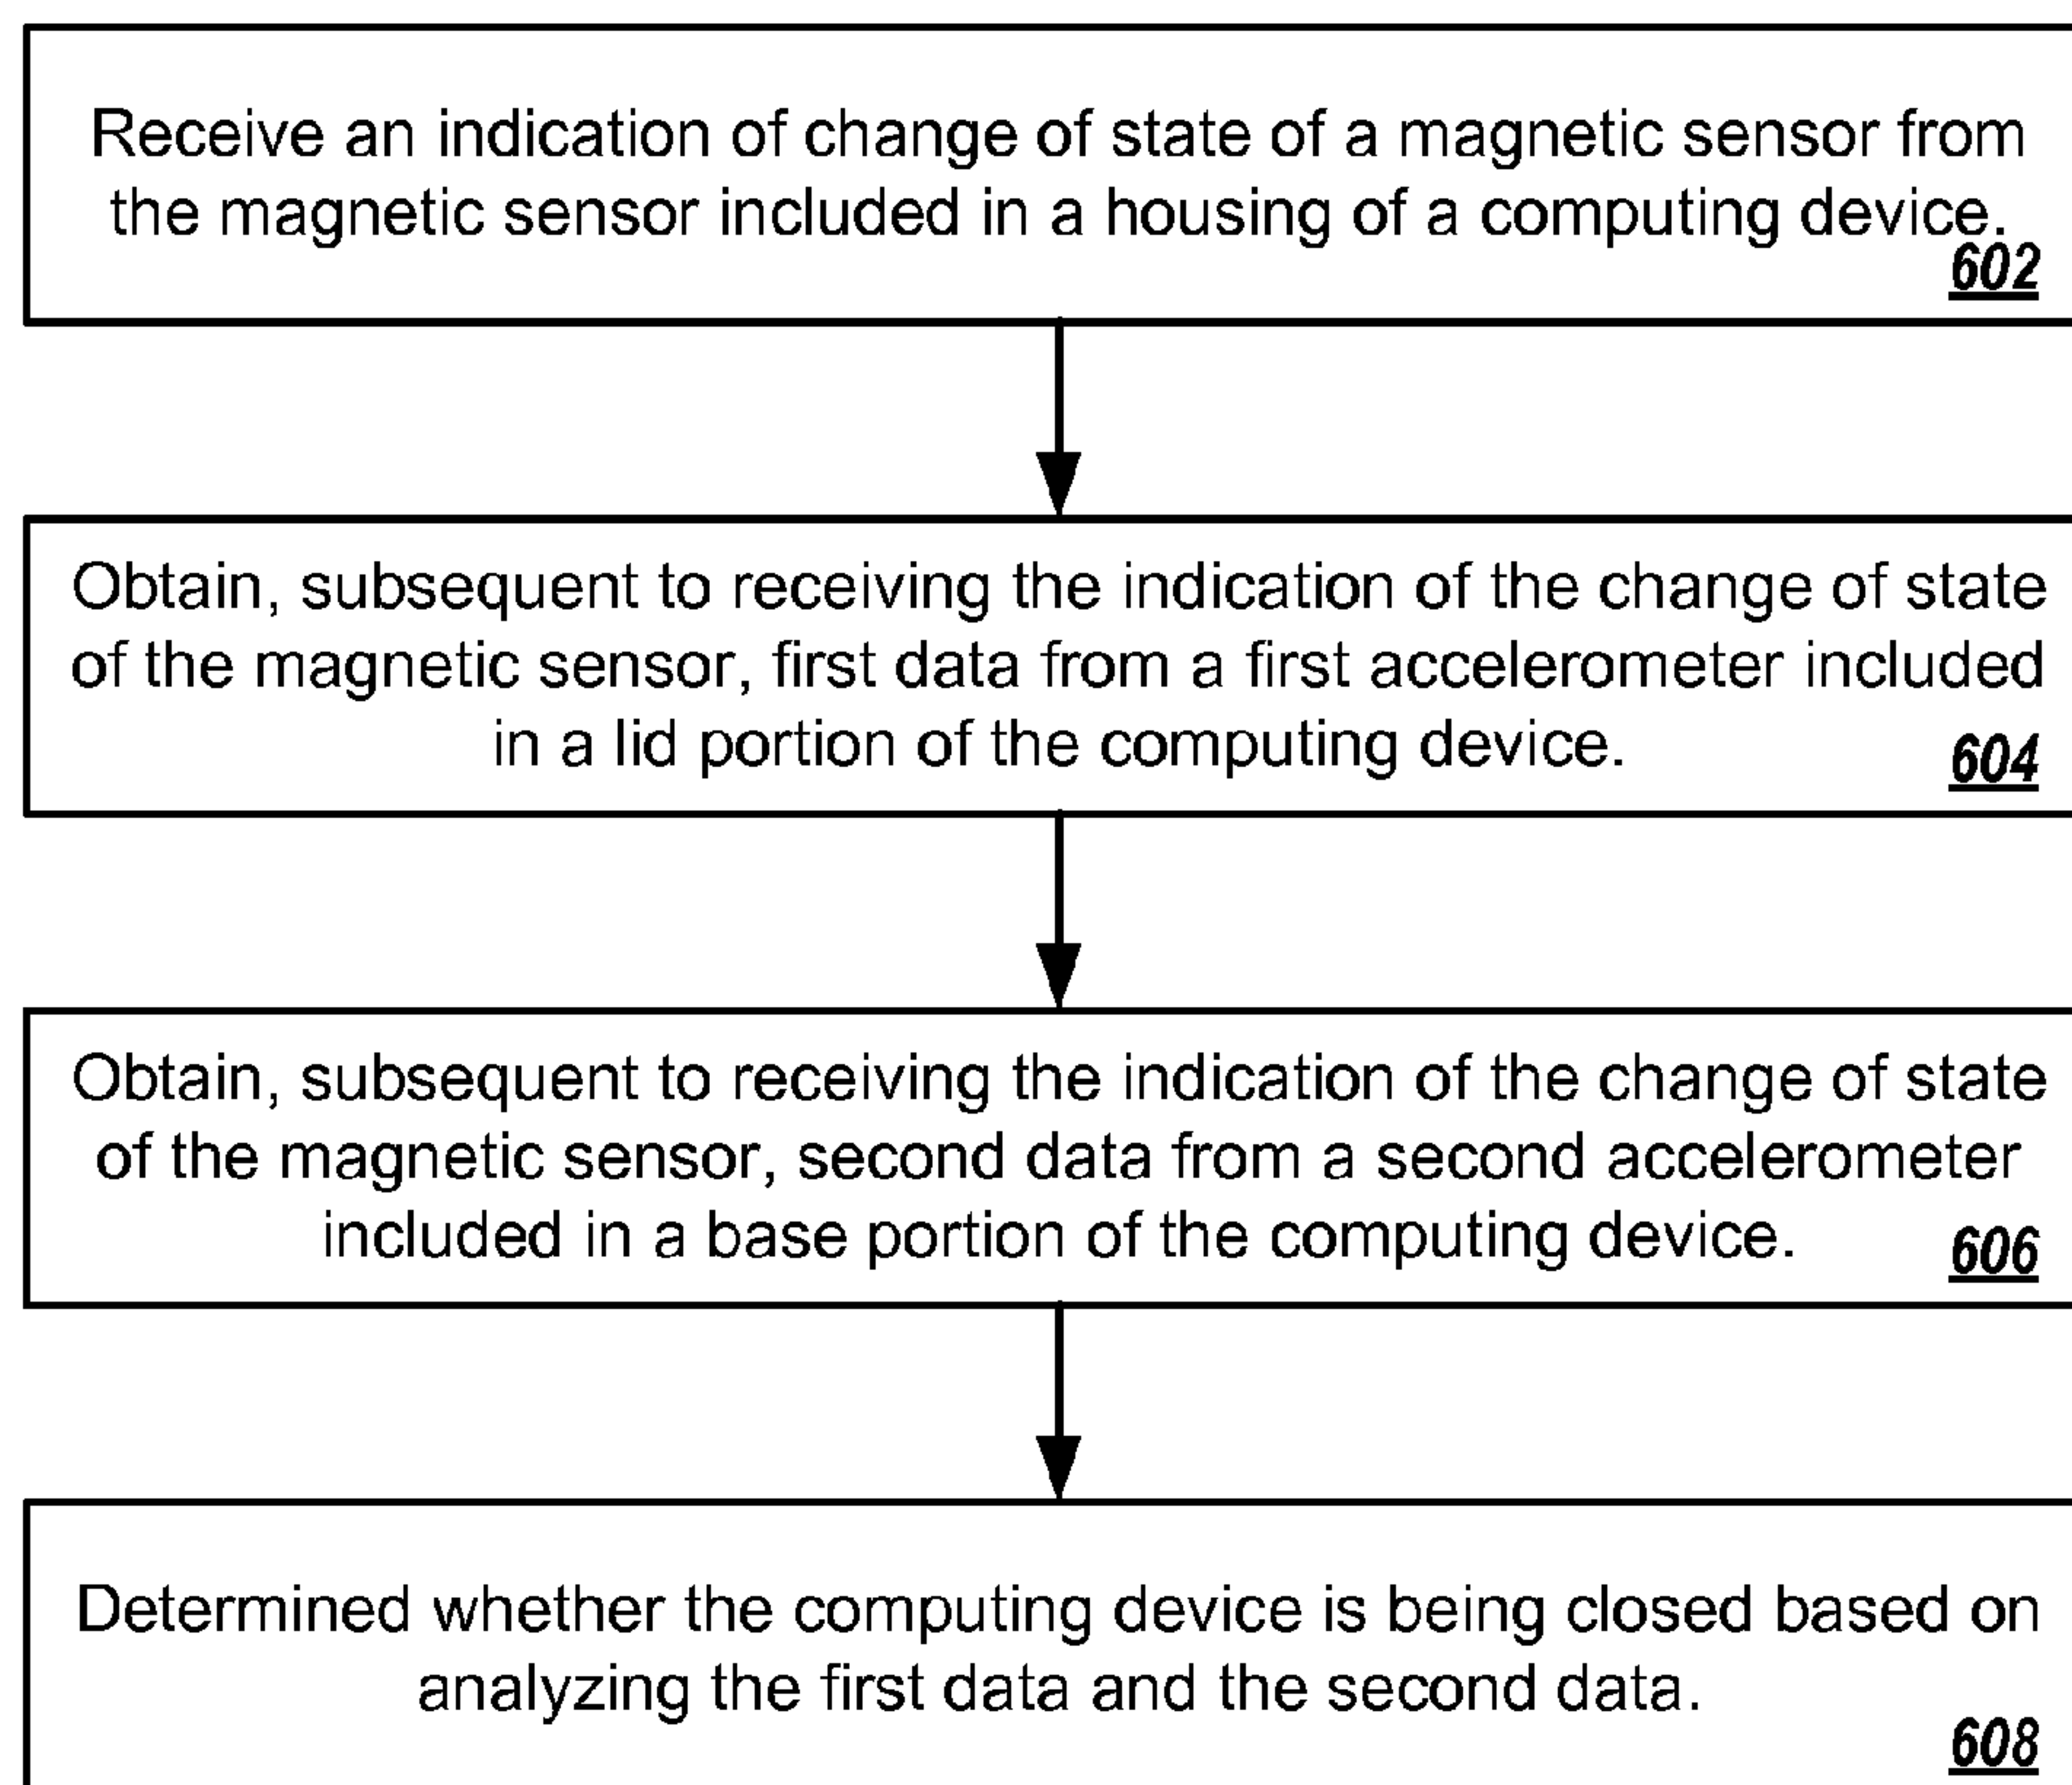 Receive an indication of change of state of a magnetic sensor from
the magnetic sensor included in a housing of a computing device.
602
Obtain, subsequent to receiving the indication of the change of state
of the magnetic sensor, first data from a first accelerometer included
in a lid portion of the computing device.
604
Obtain, subsequent to receiving the indication of the change of state
of the magnetic sensor, second data from a second accelerometer
included in a base portion of the computing device.
606
Determined whether the computing device is being closed based on
analyzing the first data and the second data.
608